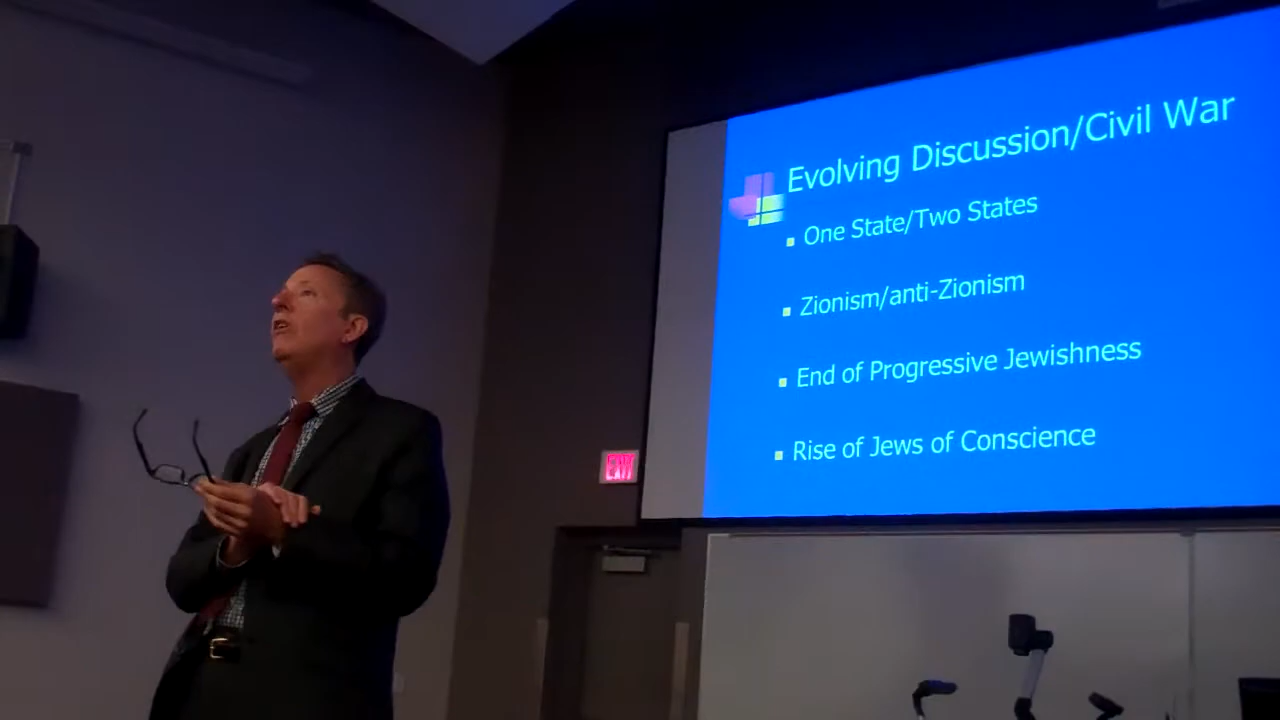 Evolving Discussion/Civil War
One State/Two States
Zionism/anti-Zionism
End of Progressive Jewishness
Rise of Jews of Conscience
EXIT